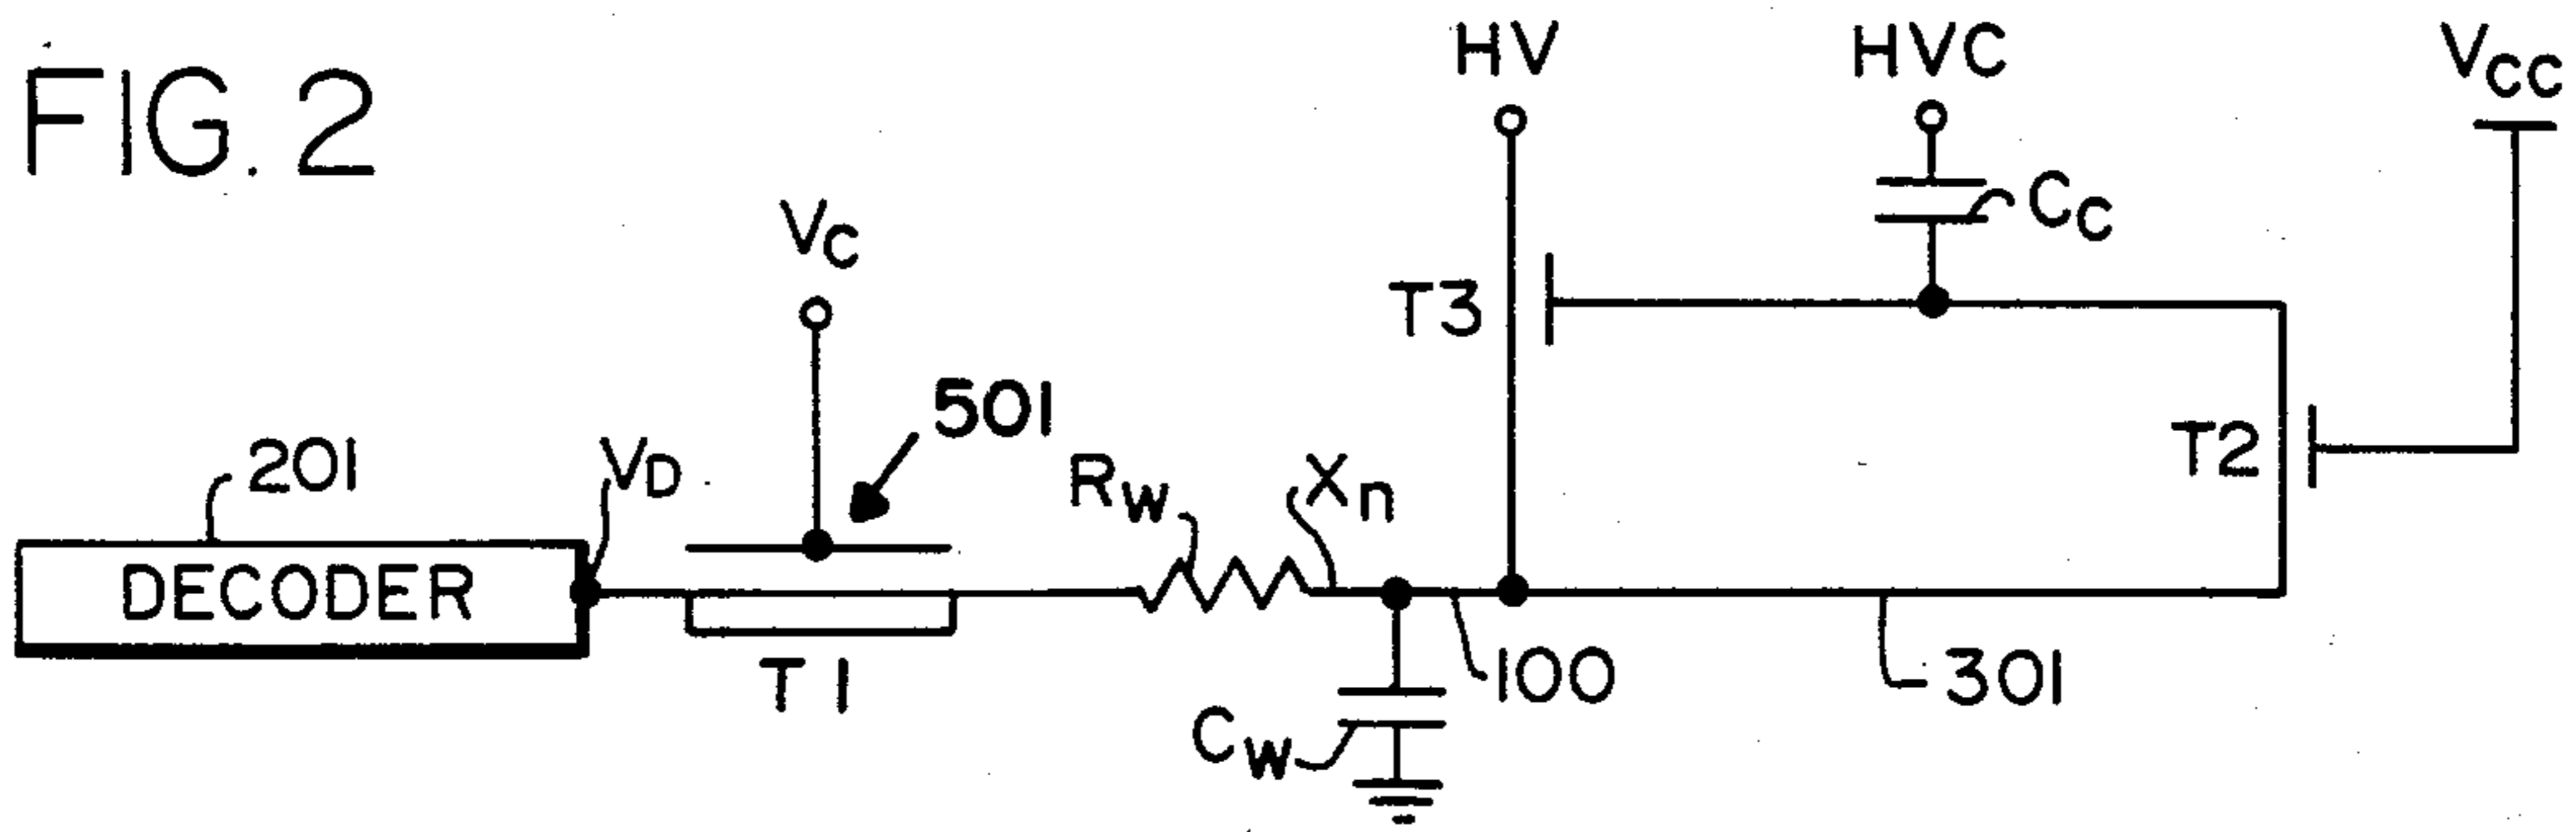 FIG. 2
HV
HVC
VCC
CC
VC
T3
501
T2
201
VD
RW
Xn
DECODER
T1
CW
100
301